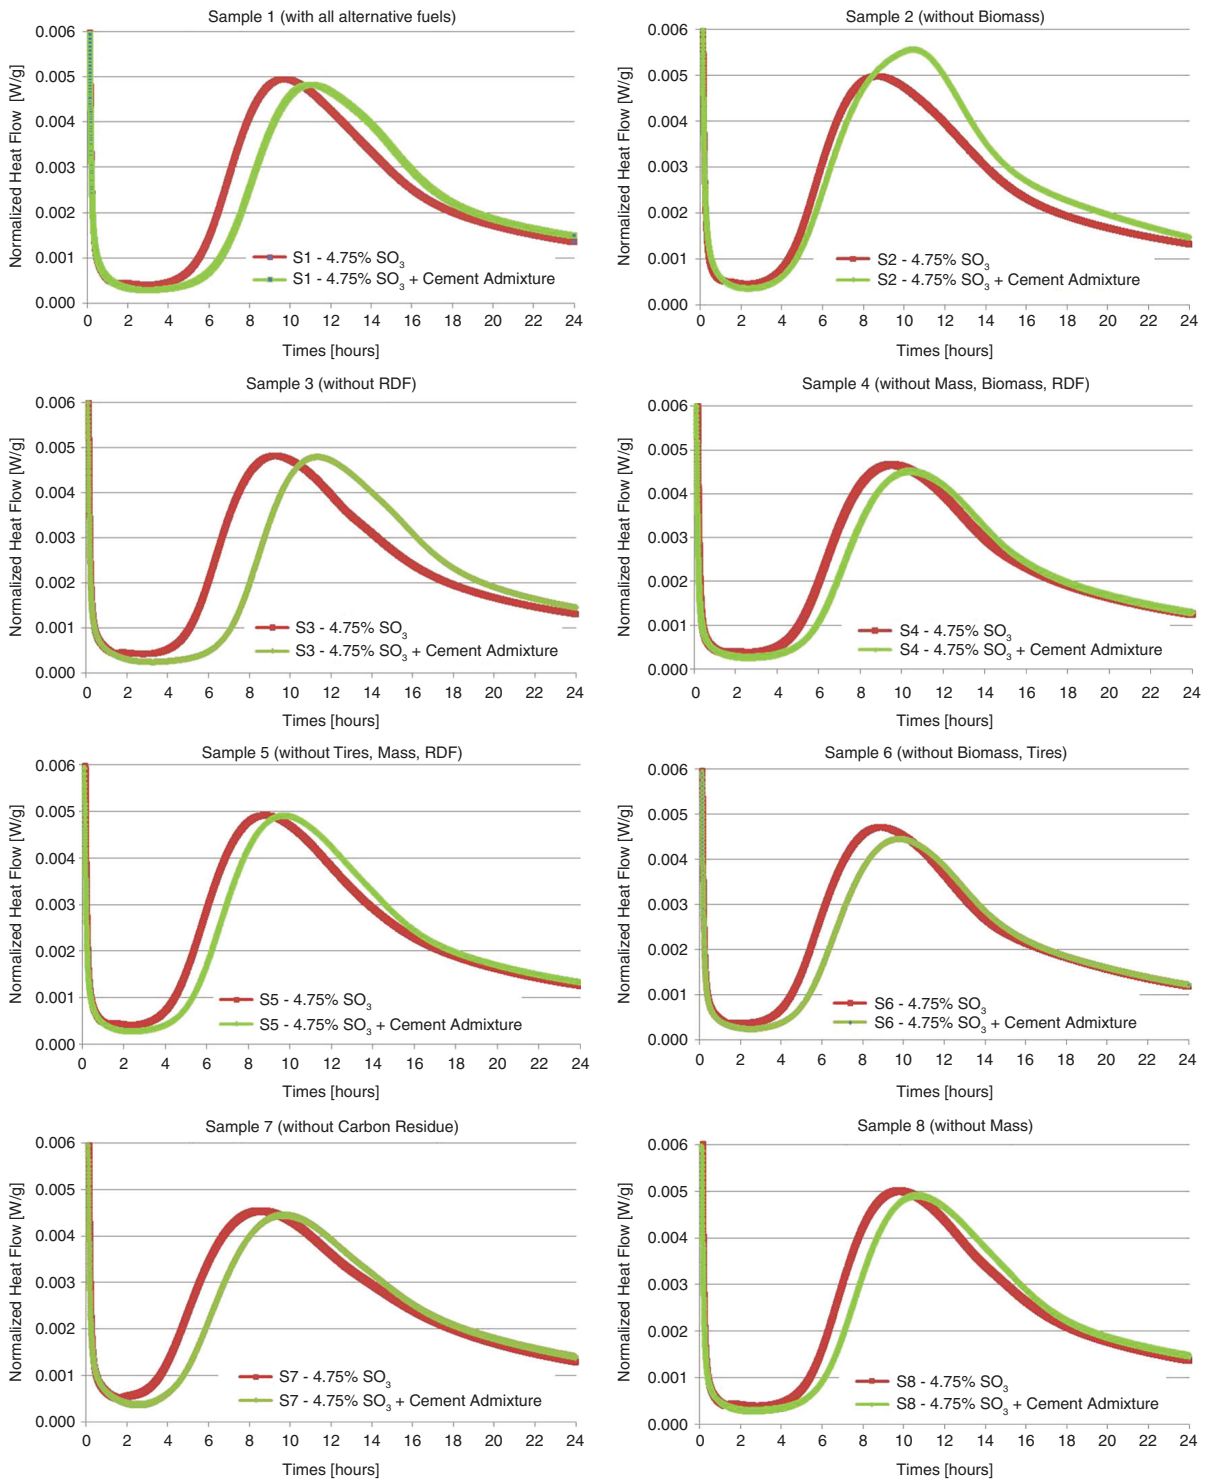 Sample 1 (with all alternative fuels)
Normalized Heat Flow [W/g]
0.006
0.005
0.004
0.003
0.002
0.001
0.000
S1 - 4.75% SO3
S1 - 4.75% SO3 + Cement Admixture
0 2 4 6 8 10 12 14 16 18 20 22 24
Times [hours]
Sample 2 (without Biomass)
Normalized Heat Flow [W/g]
0.006
0.005
0.004
0.003
0.002
0.001
0.000
S2 - 4.75% SO3
S2 - 4.75% SO3 + Cement Admixture
0 2 4 6 8 10 12 14 16 18 20 22 24
Times [hours]
Sample 3 (without RDF)
Normalized Heat Flow [W/g]
0.006
0.005
0.004
0.003
0.002
0.001
0.000
S3 - 4.75% SO3
S3 - 4.75% SO3 + Cement Admixture
0 2 4 6 8 10 12 14 16 18 20 22 24
Times [hours]
Sample 4 (without Mass, Biomass, RDF)
Normalized Heat Flow [W/g]
0.006
0.005
0.004
0.003
0.002
0.001
0.000
S4 - 4.75% SO3
S4 - 4.75% SO3 + Cement Admixture
0 2 4 6 8 10 12 14 16 18 20 22 24
Times [hours]
Sample 5 (without Tires, Mass, RDF)
Normalized Heat Flow [W/g]
0.006
0.005
0.004
0.003
0.002
0.001
0.000
S5 - 4.75% SO3
S5 - 4.75% SO3 + Cement Admixture
0 2 4 6 8 10 12 14 16 18 20 22 24
Times [hours]
Sample 6 (without Biomass, Tires)
Normalized Heat Flow [W/g]
0.006
0.005
0.004
0.003
0.002
0.001
0.000
S6 - 4.75% SO3
S6 - 4.75% SO3 + Cement Admixture
0 2 4 6 8 10 12 14 16 18 20 22 24
Times [hours]
Sample 7 (without Carbon Residue)
Normalized Heat Flow [W/g]
0.006
0.005
0.004
0.003
0.002
0.001
0.000
S7 - 4.75% SO3
S7 - 4.75% SO3 + Cement Admixture
0 2 4 6 8 10 12 14 16 18 20 22 24
Times [hours]
Sample 8 (without Mass)
Normalized Heat Flow [W/g]
0.006
0.005
0.004
0.003
0.002
0.001
0.000
S8 - 4.75% SO3
S8 - 4.75% SO3 + Cement Admixture
0 2 4 6 8 10 12 14 16 18 20 22 24
Times [hours]